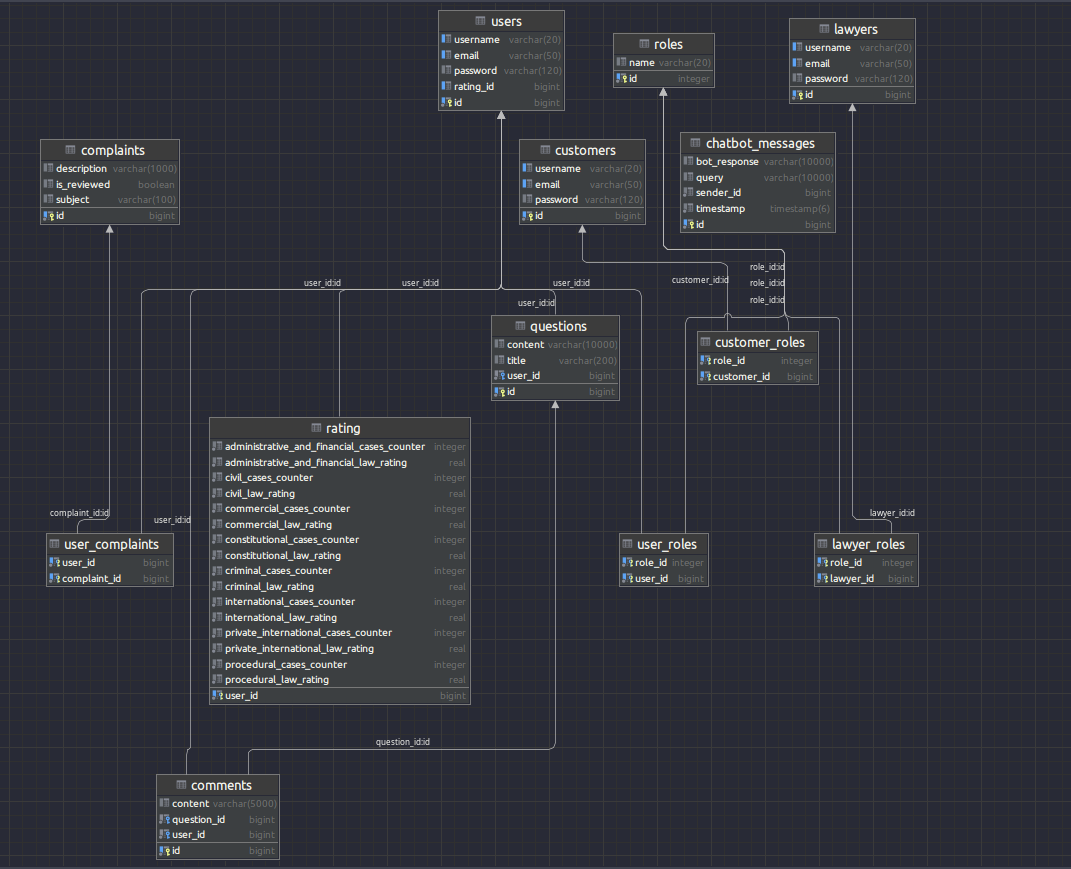 users
username varchar(20)
email varchar(50)
password varchar(120)
rating_id bigint
id bigint
roles
name varchar(20)
id integer
lawyers
username varchar(20)
email varchar(50)
password varchar(120)
id bigint
complaints
description varchar(1000)
is_reviewed boolean
subject varchar(100)
id bigint
customers
username varchar(20)
email varchar(50)
password varchar(120)
id bigint
chatbot_messages
bot_response varchar(10000)
query varchar(10000)
sender_id bigint
timestamp timestamp(6)
id bigint
user_id:id
user_id:id
user_id:id
user_id:id
customer_id:id
role_id:id
role_id:id
role_id:id
questions
content varchar(10000)
title varchar(200)
user_id bigint
id bigint
customer_roles
role_id integer
customer_id bigint
rating
administrative_and_financial_cases_counter integer
administrative_and_financial_law_rating real
civil_cases_counter integer
civil_law_rating real
commercial_cases_counter integer
commercial_law_rating real
constitutional_cases_counter integer
constitutional_law_rating real
criminal_cases_counter integer
criminal_law_rating real
international_cases_counter integer
international_law_rating real
private_international_cases_counter integer
private_international_law_rating real
procedural_cases_counter integer
procedural_law_rating real
user_id bigint
complaint_id:id
user_id:id
lawyer_id:id
user_complaints
user_id bigint
complaint_id bigint
user_roles
role_id integer
user_id bigint
lawyer_roles
role_id integer
lawyer_id bigint
question_id:id
comments
content varchar(5000)
question_id bigint
user_id bigint
id bigint